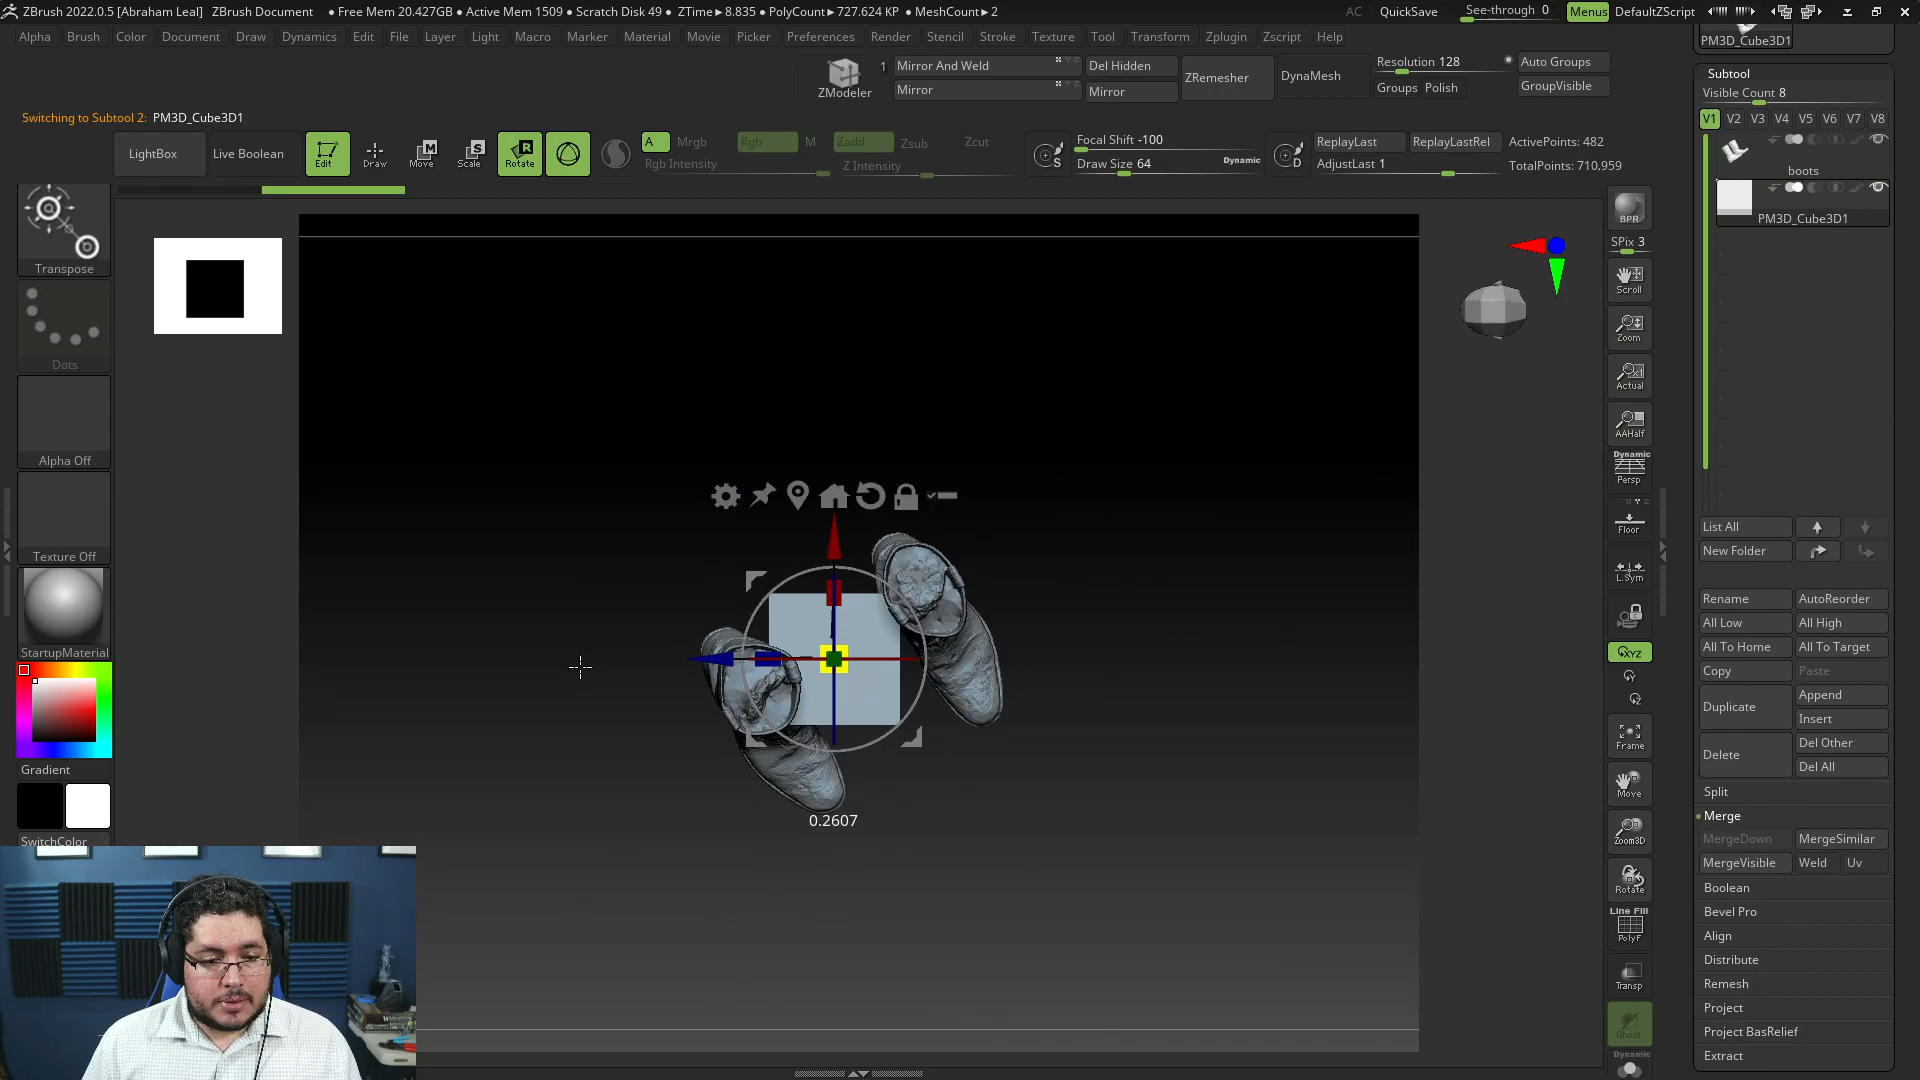 ZBrush 2022.0.5 [Abraham Leal] ZBrush Document • Free Mem 20.427GB • Active Mem 1509 • Scratch Disk 49 • ZTime►8.835 • PolyCount►727.624 KP • MeshCount►2 AC QuickSave See-through 0 Menus DefaultZScript
Alpha Brush Color Document Draw Dynamics Edit File Layer Light Macro Marker Material Movie Picker Preferences Render Stencil Stroke Texture Tool Transform Zplugin Zscript Help
PM3D_Cube3D1
ZModeler
1
Mirror And Weld
Mirror
Del Hidden
Mirror
ZRemesher
DynaMesh
Resolution 128
Groups Polish
Auto Groups
GroupVisible
Switching to Subtool 2: PM3D_Cube3D1
LightBox
Live Boolean
Edit
Draw
Move
Scale
Rotate
A Mrgb Rgb M Zadd Zsub Zcut
Rgb Intensity Z Intensity
S
Focal Shift -100
Draw Size 64 Dynamic
D
ReplayLast ReplayLastRel
AdjustLast 1
ActivePoints: 482
TotalPoints: 710,959
Transpose
Dots
Alpha Off
Texture Off
StartupMaterial
Gradient
SwitchColor
0.2607
BPR
SPix 3
Scroll
Zoom
Actual
AAHalf
Dynamic
Persp
Floor
L.Sym
XYZ
Frame
Move
Zoom3D
Rotate
Line Fill
PolyF
Transp
Ghost
Dynamic
Subtool
Visible Count 8
V1 V2 V3 V4 V5 V6 V7 V8
boots
PM3D_Cube3D1
List All
New Folder
Rename AutoReorder
All Low All High
All To Home All To Target
Copy Paste
Duplicate Append
Insert
Delete Del Other
Del All
Split
Merge
MergeDown MergeSimilar
MergeVisible Weld Uv
Boolean
Bevel Pro
Align
Distribute
Remesh
Project
Project BasRelief
Extract